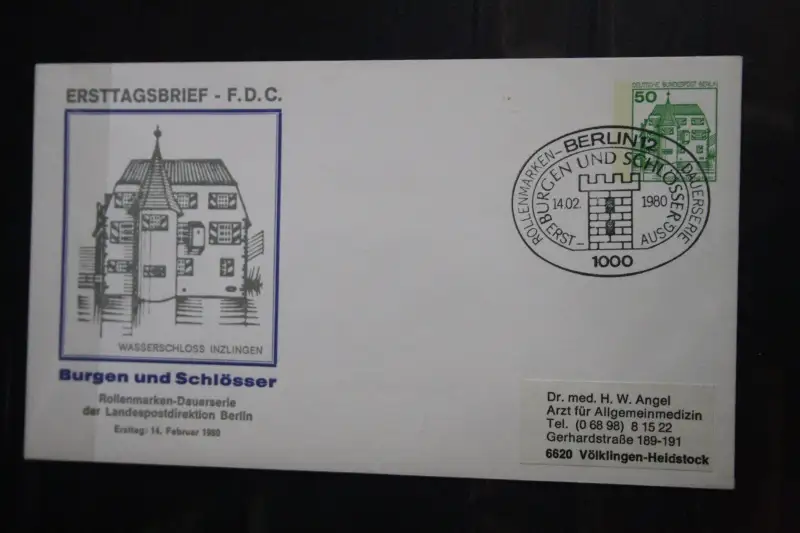 ERSTTAGSBRIEF - F.D.C.
WASSERSCHLOSS INZLINGEN
Burgen und Schlösser
Rollenmarken-Dauerserie
der Landespostdirektion Berlin
Ersttag: 14. Februar 1980
DEUTSCHE BUNDESPOST BERLIN
50
ROLLENMARKEN- BERLIN 12 DAUERSERIE
BURGEN UND SCHLÖSSER
14.02. 1980
ERST- AUSG.
1000
Dr. med. H. W. Angel
Arzt für Allgemeinmedizin
Tel. (0 68 98) 8 15 22
Gerhardstraße 189-191
6620 Völklingen-Heidstock